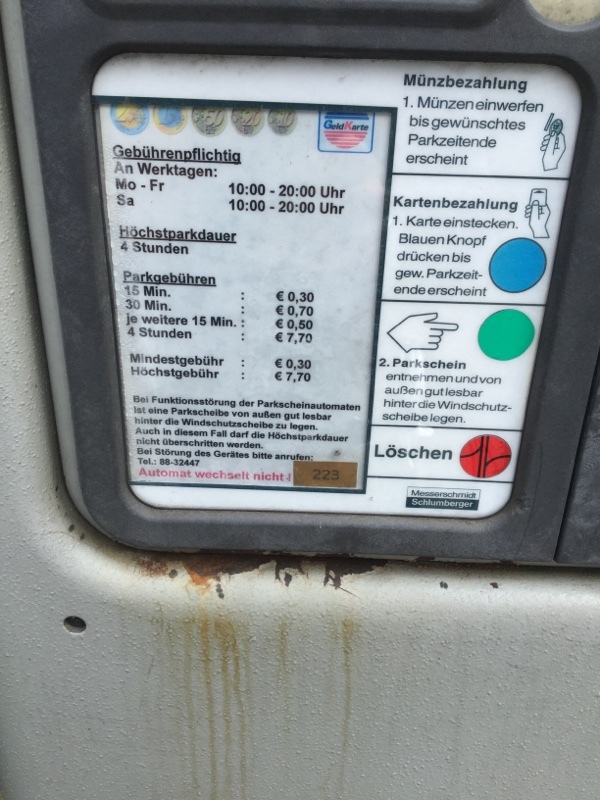 2 1 50 20 10
GeldKarte
Gebührenpflichtig
An Werktagen:
Mo - Fr 10:00 - 20:00 Uhr
Sa 10:00 - 20:00 Uhr
Höchstparkdauer
4 Stunden
Parkgebühren
15 Min. : € 0,30
30 Min. : € 0,70
je weitere 15 Min. : € 0,50
4 Stunden : € 7,70
Mindestgebühr : € 0,30
Höchstgebühr : € 7,70
Bei Funktionsstörung der Parkscheinautomaten
ist eine Parkscheibe von außen gut lesbar
hinter die Windschutzscheibe zu legen.
Auch in diesem Fall darf die Höchstparkdauer
nicht überschritten werden.
Bei Störung des Gerätes bitte anrufen:
Tel.: 88-32447
Automat wechselt nicht !
223
Münzbezahlung
1. Münzen einwerfen
bis gewünschtes
Parkzeitende
erscheint
Kartenbezahlung
1. Karte einstecken.
Blauen Knopf
drücken bis
gew. Parkzeit-
ende erscheint
2. Parkschein
entnehmen und von
außen gut lesbar
hinter die Windschutz-
scheibe legen.
Löschen
Messerschmidt
Schlumberger